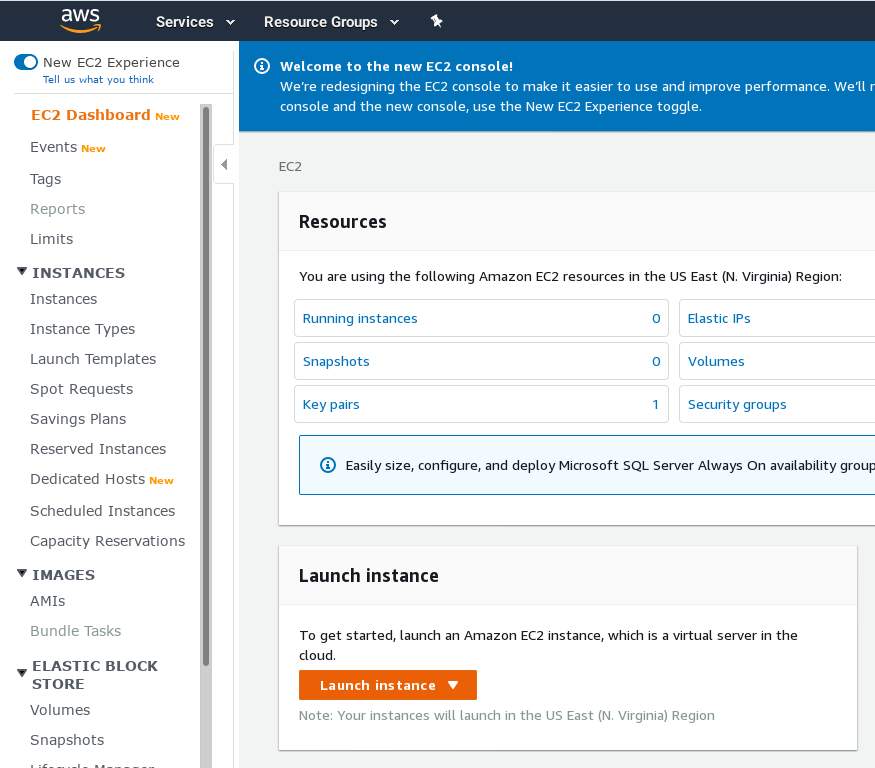 aws
Services
Resource Groups
New EC2 Experience
Tell us what you think
EC2 Dashboard New
Events New
Tags
Reports
Limits
INSTANCES
Instances
Instance Types
Launch Templates
Spot Requests
Savings Plans
Reserved Instances
Dedicated Hosts New
Scheduled Instances
Capacity Reservations
IMAGES
AMIs
Bundle Tasks
ELASTIC BLOCK
STORE
Volumes
Snapshots
Lifecycle Manager
Welcome to the new EC2 console!
We're redesigning the EC2 console to make it easier to use and improve performance. We'll
console and the new console, use the New EC2 Experience toggle.
EC2
Resources
You are using the following Amazon EC2 resources in the US East (N. Virginia) Region:
Running instances 0
Elastic IPs
Snapshots 0
Volumes
Key pairs 1
Security groups
Easily size, configure, and deploy Microsoft SQL Server Always On availability group
Launch instance
To get started, launch an Amazon EC2 instance, which is a virtual server in the
cloud.
Launch instance
Note: Your instances will launch in the US East (N. Virginia) Region